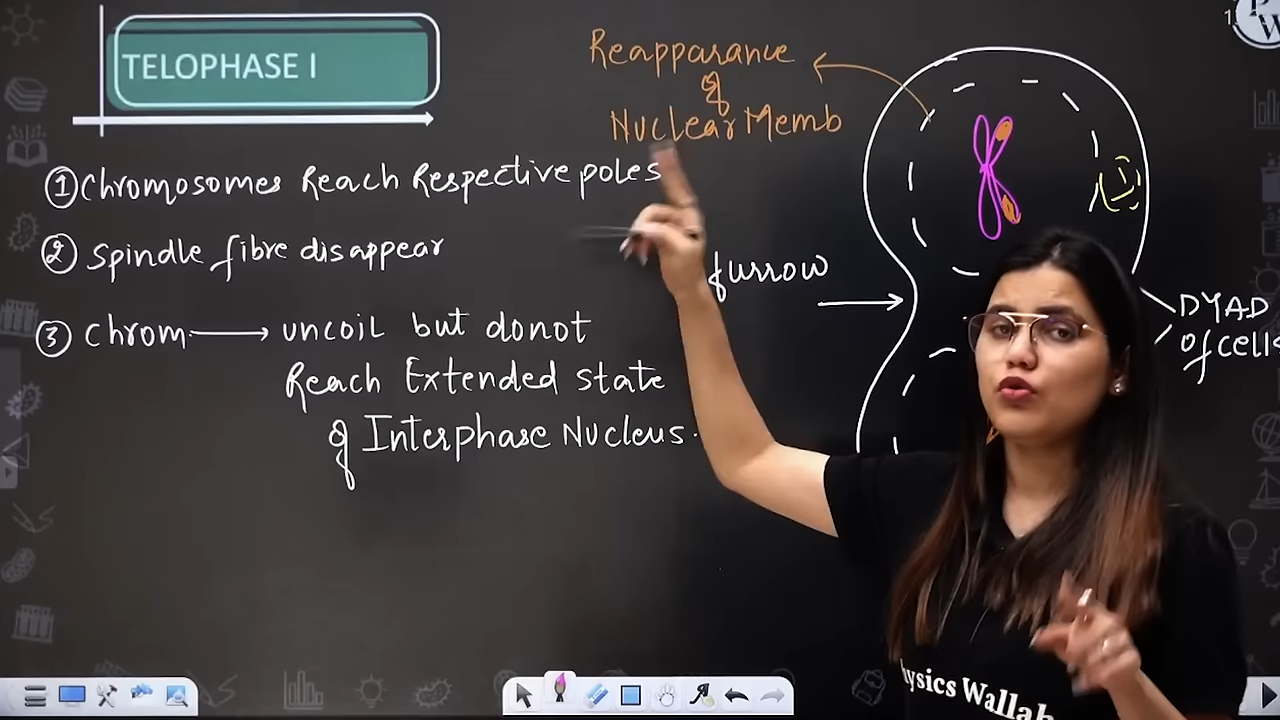 TELOPHASE I
Reapparance
of
Nuclear Memb
① Chromosomes Reach Respective poles
② Spindle fibre disappear
furrow
DYAD
of cells
③ Chrom. → uncoil but donot
Reach Extended state
of Interphase Nucleus.
Physics Wallah